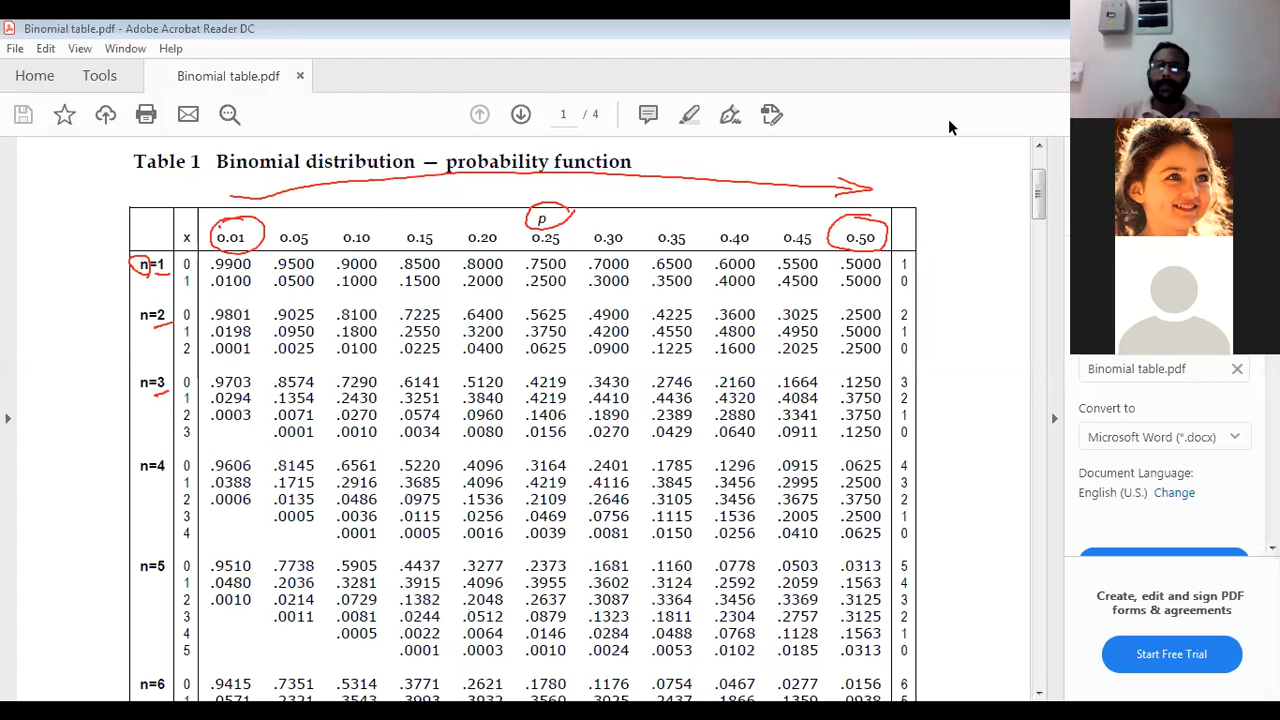 Binomial table.pdf - Adobe Acrobat Reader DC
File Edit View Window Help
Home Tools Binomial table.pdf ×
1 / 4
Table 1 Binomial distribution – probability function
p
x 0.01 0.05 0.10 0.15 0.20 0.25 0.30 0.35 0.40 0.45 0.50
n=1 0 .9900 .9500 .9000 .8500 .8000 .7500 .7000 .6500 .6000 .5500 .5000 1
1 .0100 .0500 .1000 .1500 .2000 .2500 .3000 .3500 .4000 .4500 .5000 0
n=2 0 .9801 .9025 .8100 .7225 .6400 .5625 .4900 .4225 .3600 .3025 .2500 2
1 .0198 .0950 .1800 .2550 .3200 .3750 .4200 .4550 .4800 .4950 .5000 1
2 .0001 .0025 .0100 .0225 .0400 .0625 .0900 .1225 .1600 .2025 .2500 0
n=3 0 .9703 .8574 .7290 .6141 .5120 .4219 .3430 .2746 .2160 .1664 .1250 3
1 .0294 .1354 .2430 .3251 .3840 .4219 .4410 .4436 .4320 .4084 .3750 2
2 .0003 .0071 .0270 .0574 .0960 .1406 .1890 .2389 .2880 .3341 .3750 1
3 .0001 .0010 .0034 .0080 .0156 .0270 .0429 .0640 .0911 .1250 0
n=4 0 .9606 .8145 .6561 .5220 .4096 .3164 .2401 .1785 .1296 .0915 .0625 4
1 .0388 .1715 .2916 .3685 .4096 .4219 .4116 .3845 .3456 .2995 .2500 3
2 .0006 .0135 .0486 .0975 .1536 .2109 .2646 .3105 .3456 .3675 .3750 2
3 .0005 .0036 .0115 .0256 .0469 .0756 .1115 .1536 .2005 .2500 1
4 .0001 .0005 .0016 .0039 .0081 .0150 .0256 .0410 .0625 0
n=5 0 .9510 .7738 .5905 .4437 .3277 .2373 .1681 .1160 .0778 .0503 .0313 5
1 .0480 .2036 .3281 .3915 .4096 .3955 .3602 .3124 .2592 .2059 .1563 4
2 .0010 .0214 .0729 .1382 .2048 .2637 .3087 .3364 .3456 .3369 .3125 3
3 .0011 .0081 .0244 .0512 .0879 .1323 .1811 .2304 .2757 .3125 2
4 .0005 .0022 .0064 .0146 .0284 .0488 .0768 .1128 .1563 1
5 .0001 .0003 .0010 .0024 .0053 .0102 .0185 .0313 0
n=6 0 .9415 .7351 .5314 .3771 .2621 .1780 .1176 .0754 .0467 .0277 .0156 6
Binomial table.pdf
Convert to
Microsoft Word (*.docx)
Document Language:
English (U.S.) Change
Create, edit and sign PDF
forms & agreements
Start Free Trial